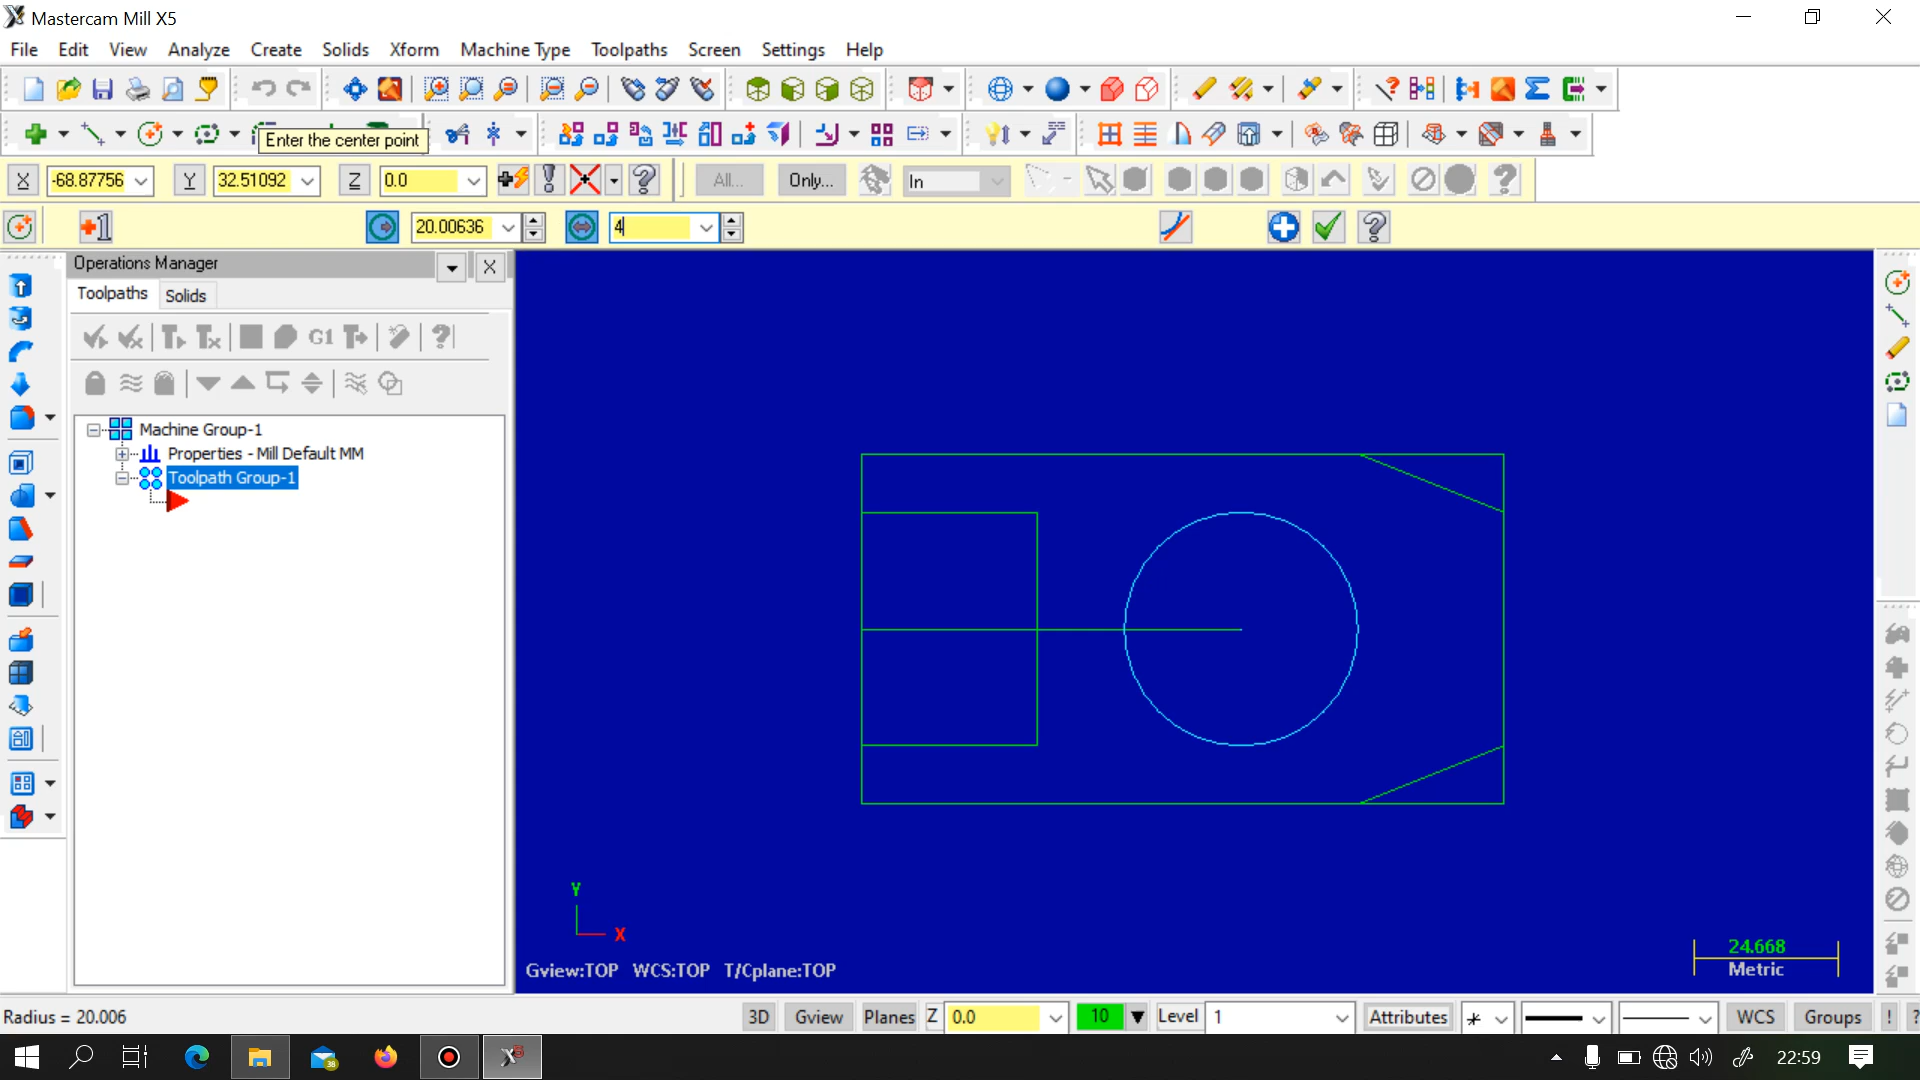 Mastercam Mill X5
File Edit View Analyze Create Solids Xform Machine Type Toolpaths Screen Settings Help
Enter the center point
X -68.87756 Y 32.51092 Z 0.0 All... Only... In
1 20.00636 4
Operations Manager
Toolpaths Solids
G1
Machine Group-1
Properties - Mill Default MM
Toolpath Group-1
Y
X
Gview:TOP WCS:TOP T/Cplane:TOP
24.668
Metric
Radius = 20.006 3D Gview Planes Z 0.0 10 Level 1 Attributes WCS Groups ! ?
38 X5 22:59